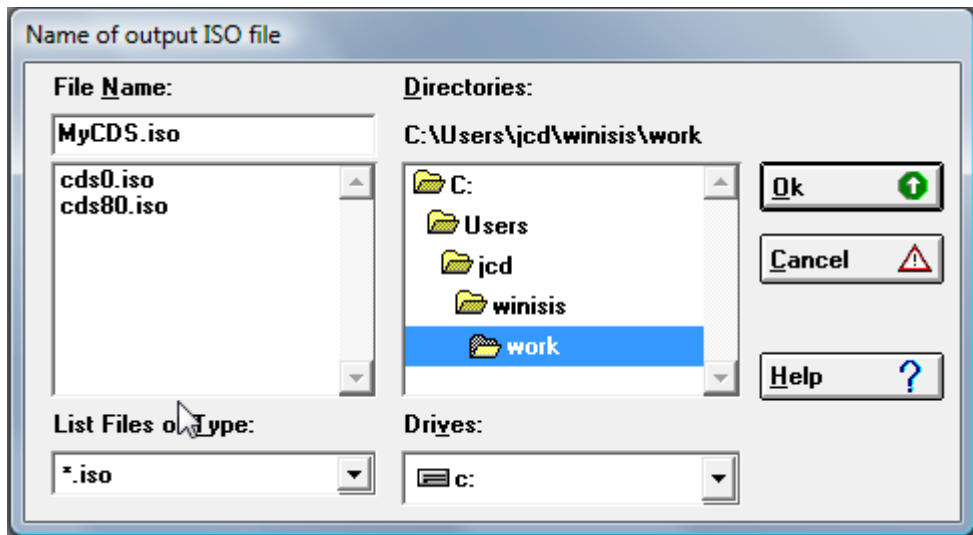 Name of output ISO file
File Name:
MyCDS.iso
cds0.iso
cds80.iso
List Files of Type:
*.iso
Directories:
C:\Users\jcd\winisis\work
C:
Users
jcd
winisis
work
Drives:
c:
Ok
Cancel
Help
?